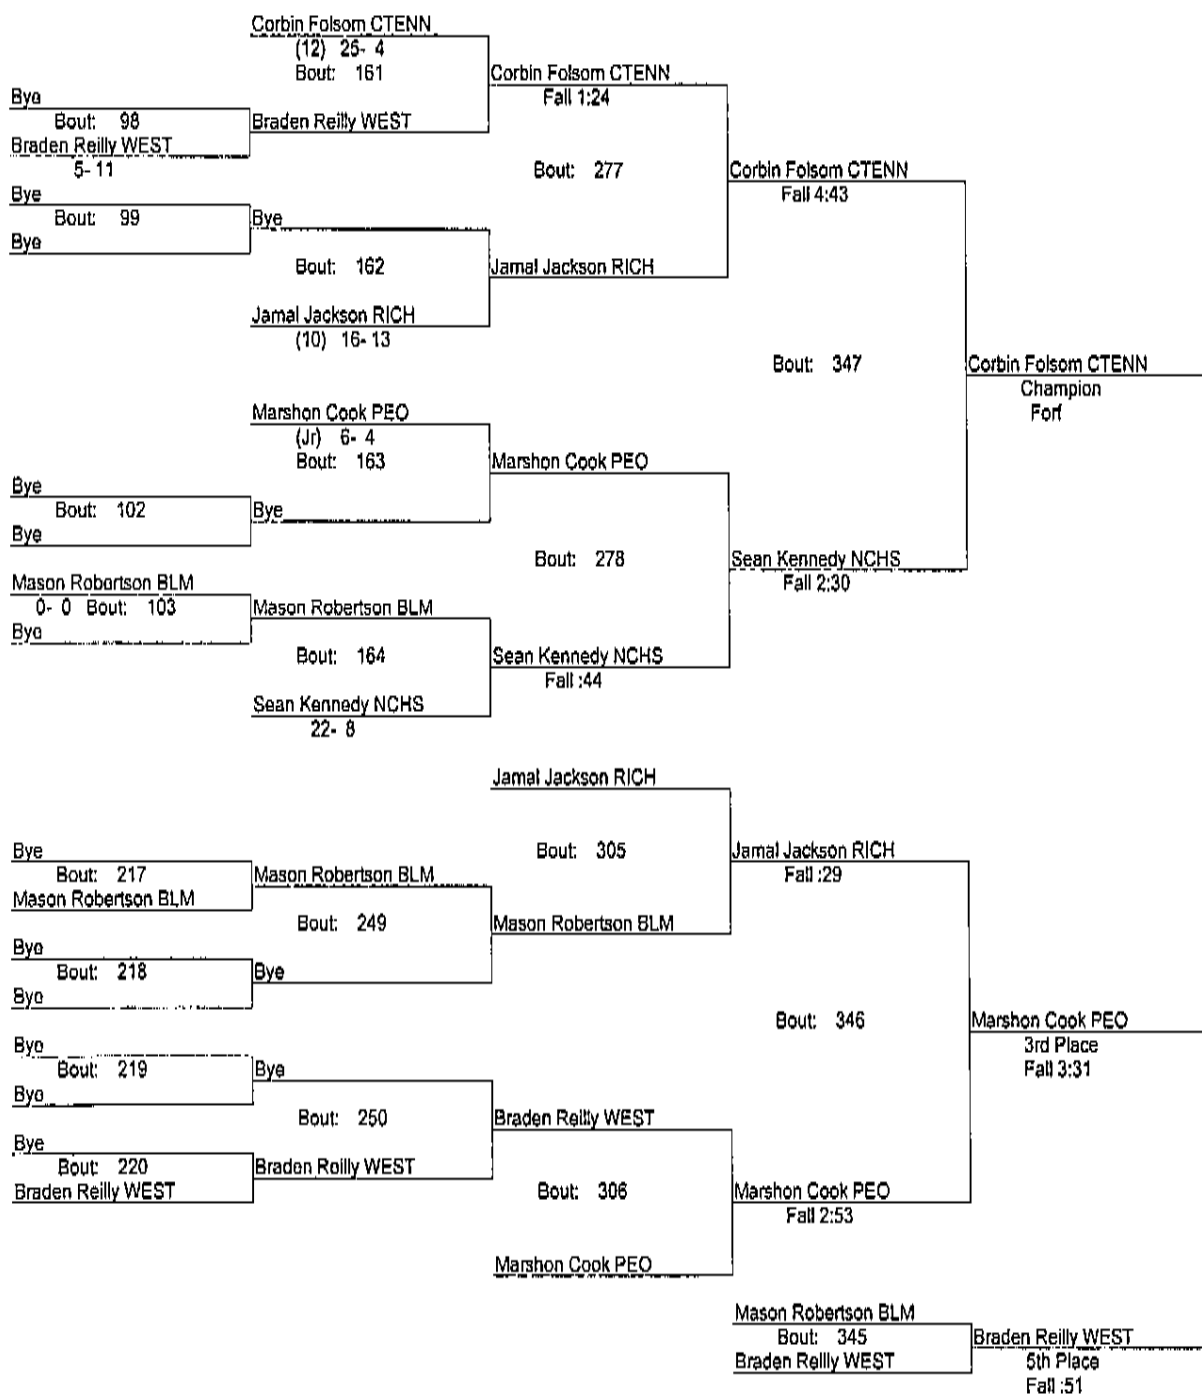 Corbin Folsom CTENN
(12) 25- 4
Bout: 161
Corbin Folsom CTENN
Fall 1:24
Bye
Bout: 98
Braden Reilly WEST
Braden Reilly WEST
5- 11
Bout: 277
Corbin Folsom CTENN
Fall 4:43
Bye
Bout: 99
Bye
Bye
Bout: 162
Jamal Jackson RICH
Jamal Jackson RICH
(10) 16- 13
Bout: 347
Corbin Folsom CTENN
Champion
Forf
Marshon Cook PEO
(Jr) 6- 4
Bout: 163
Marshon Cook PEO
Bye
Bout: 102
Bye
Bye
Bout: 278
Sean Kennedy NCHS
Fall 2:30
Mason Robertson BLM
0- 0 Bout: 103
Mason Robertson BLM
Bye
Bout: 164
Sean Kennedy NCHS
Fall :44
Sean Kennedy NCHS
22- 8
Jamal Jackson RICH
Bout: 305
Jamal Jackson RICH
Fall :29
Bye
Bout: 217
Mason Robertson BLM
Mason Robertson BLM
Bout: 249
Mason Robertson BLM
Bye
Bout: 218
Bye
Bye
Bout: 346
Marshon Cook PEO
3rd Place
Fall 3:31
Bye
Bout: 219
Bye
Bye
Bout: 250
Braden Reilly WEST
Bye
Bout: 220
Braden Reilly WEST
Braden Reilly WEST
Bout: 306
Marshon Cook PEO
Fall 2:53
Marshon Cook PEO
Mason Robertson BLM
Bout: 345
Braden Reilly WEST
Braden Reilly WEST
5th Place
Fall :51